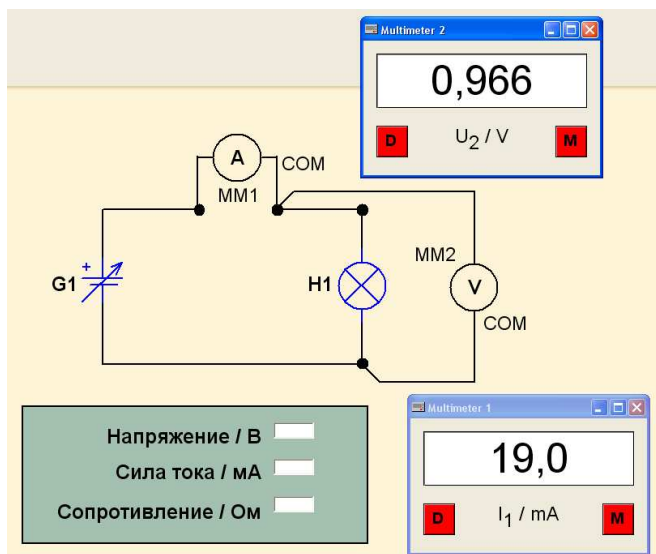 Multimeter 2
0,966
D U2 / V M
A COM
MM1
MM2
+
G1 H1 V
COM
Multimeter 1
19,0
D I1 / mA M
Напряжение / В
Сила тока / мА
Сопротивление / Ом